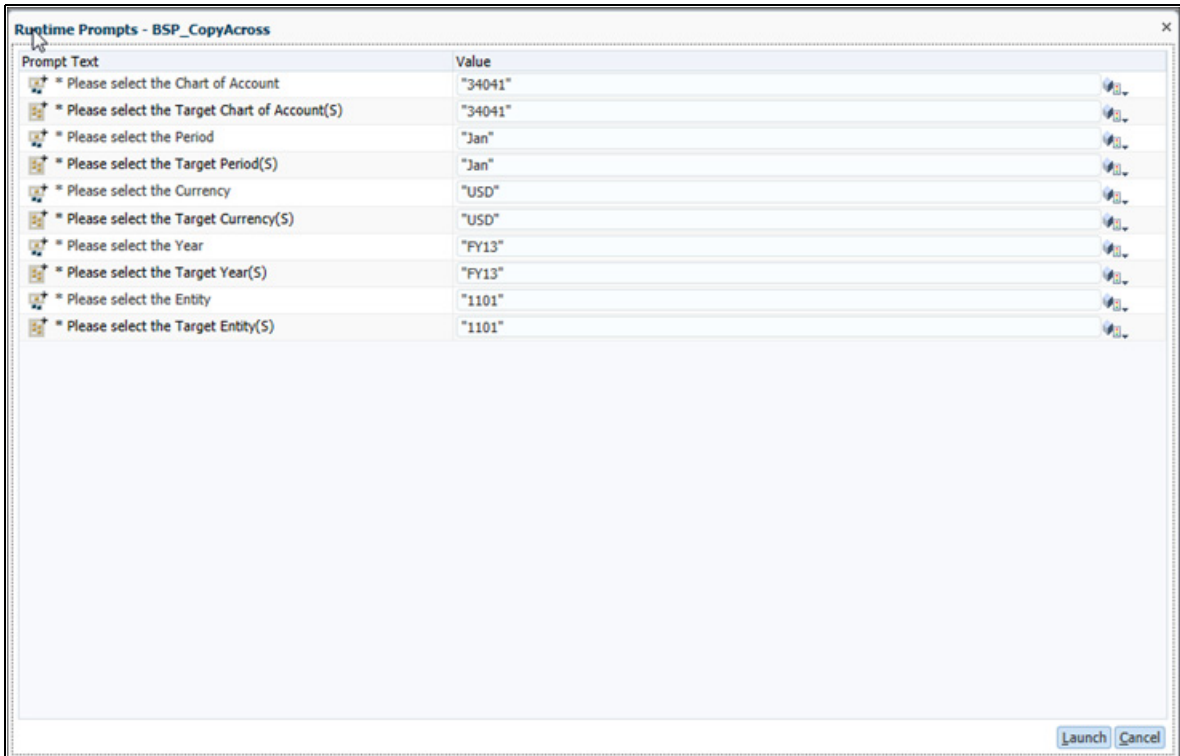 Runtime Prompts - BSP_CopyAcross
Prompt Text Value
* Please select the Chart of Account "34041"
* Please select the Target Chart of Account(S) "34041"
* Please select the Period "Jan"
* Please select the Target Period(S) "Jan"
* Please select the Currency "USD"
* Please select the Target Currency(S) "USD"
* Please select the Year "FY13"
* Please select the Target Year(S) "FY13"
* Please select the Entity "1101"
* Please select the Target Entity(S) "1101"
Launch Cancel